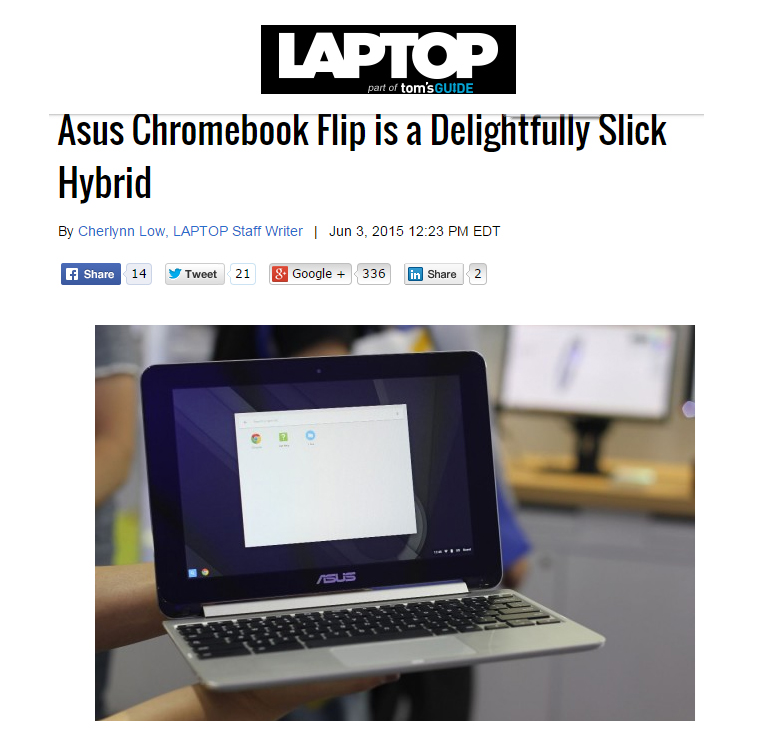 LAPTOP
part of tom'sGUIDE
Asus Chromebook Flip is a Delightfully Slick
Hybrid
By Cherlynn Low, LAPTOP Staff Writer | Jun 3, 2015 12:23 PM EDT
Share 14 Tweet 21 Google + 336 Share 2
ASUS